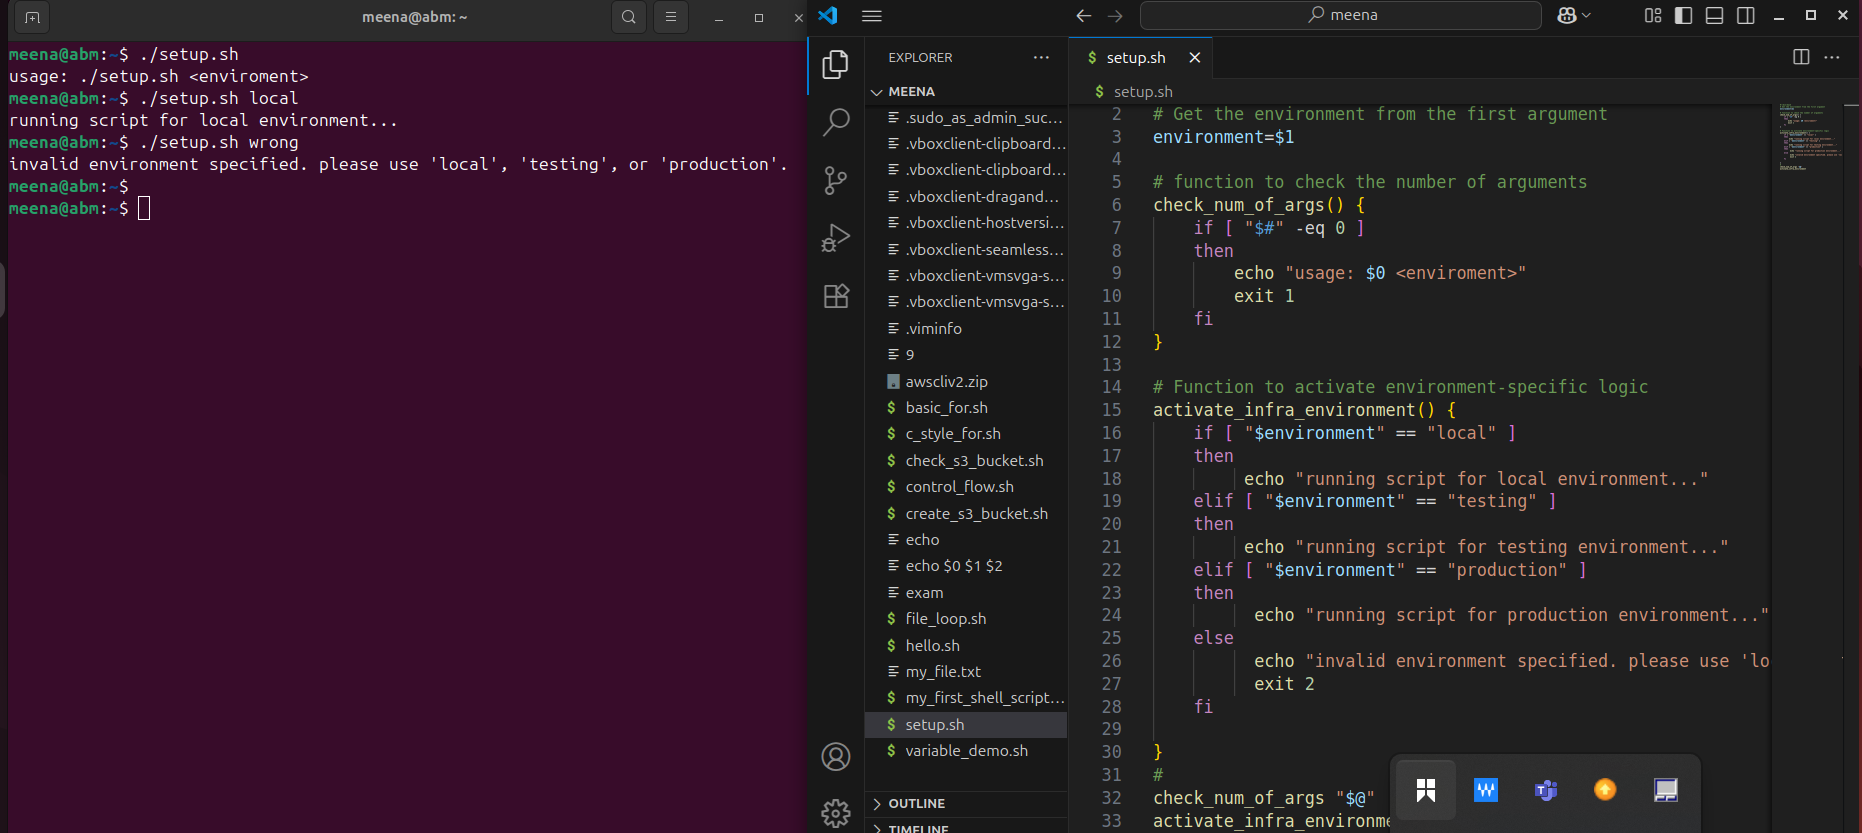 meena@abm: ~
meena@abm:~$ ./setup.sh
usage: ./setup.sh <enviroment>
meena@abm:~$ ./setup.sh local
running script for local environment...
meena@abm:~$ ./setup.sh wrong
invalid environment specified. please use 'local', 'testing', or 'production'.
meena@abm:~$
meena@abm:~$
meena
EXPLORER
MEENA
.sudo_as_admin_suc...
.vboxclient-clipboard...
.vboxclient-clipboard...
.vboxclient-dragand...
.vboxclient-hostversi...
.vboxclient-seamless...
.vboxclient-vmsvga-s...
.vboxclient-vmsvga-s...
.viminfo
9
awscliv2.zip
$ basic_for.sh
$ c_style_for.sh
$ check_s3_bucket.sh
$ control_flow.sh
$ create_s3_bucket.sh
echo
echo $0 $1 $2
exam
$ file_loop.sh
$ hello.sh
my_file.txt
$ my_first_shell_script...
$ setup.sh
$ variable_demo.sh
OUTLINE
TIMELINE
$ setup.sh
$ setup.sh
2 # Get the environment from the first argument
3 environment=$1
4
5 # function to check the number of arguments
6 check_num_of_args() {
7 if [ "$#" -eq 0 ]
8 then
9 echo "usage: $0 <enviroment>"
10 exit 1
11 fi
12 }
13
14 # Function to activate environment-specific logic
15 activate_infra_environment() {
16 if [ "$environment" == "local" ]
17 then
18 echo "running script for local environment..."
19 elif [ "$environment" == "testing" ]
20 then
21 echo "running script for testing environment..."
22 elif [ "$environment" == "production" ]
23 then
24 echo "running script for production environment..."
25 else
26 echo "invalid environment specified. please use 'lo
27 exit 2
28 fi
29
30 }
31 #
32 check_num_of_args "$@"
33 activate_infra_environme